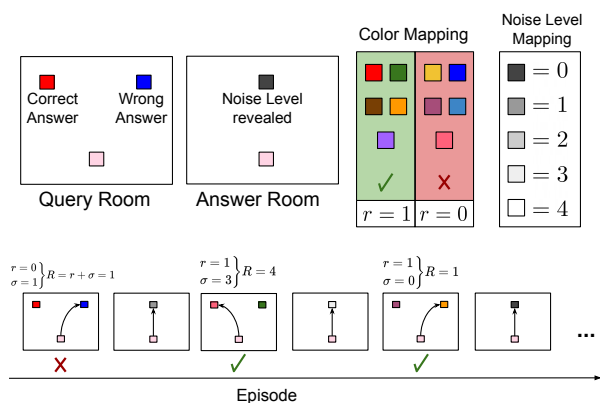 Color Mapping
Noise Level
Mapping
Correct
Answer
Wrong
Answer
Noise Level
revealed
Query Room
Answer Room
✓
✗
r = 1
r = 0
= 0
= 1
= 2
= 3
= 4
r = 0
σ = 1
} R = r + σ = 1
r = 1
σ = 3
} R = 4
r = 1
σ = 0
} R = 1
...
✗
✓
✓
Episode